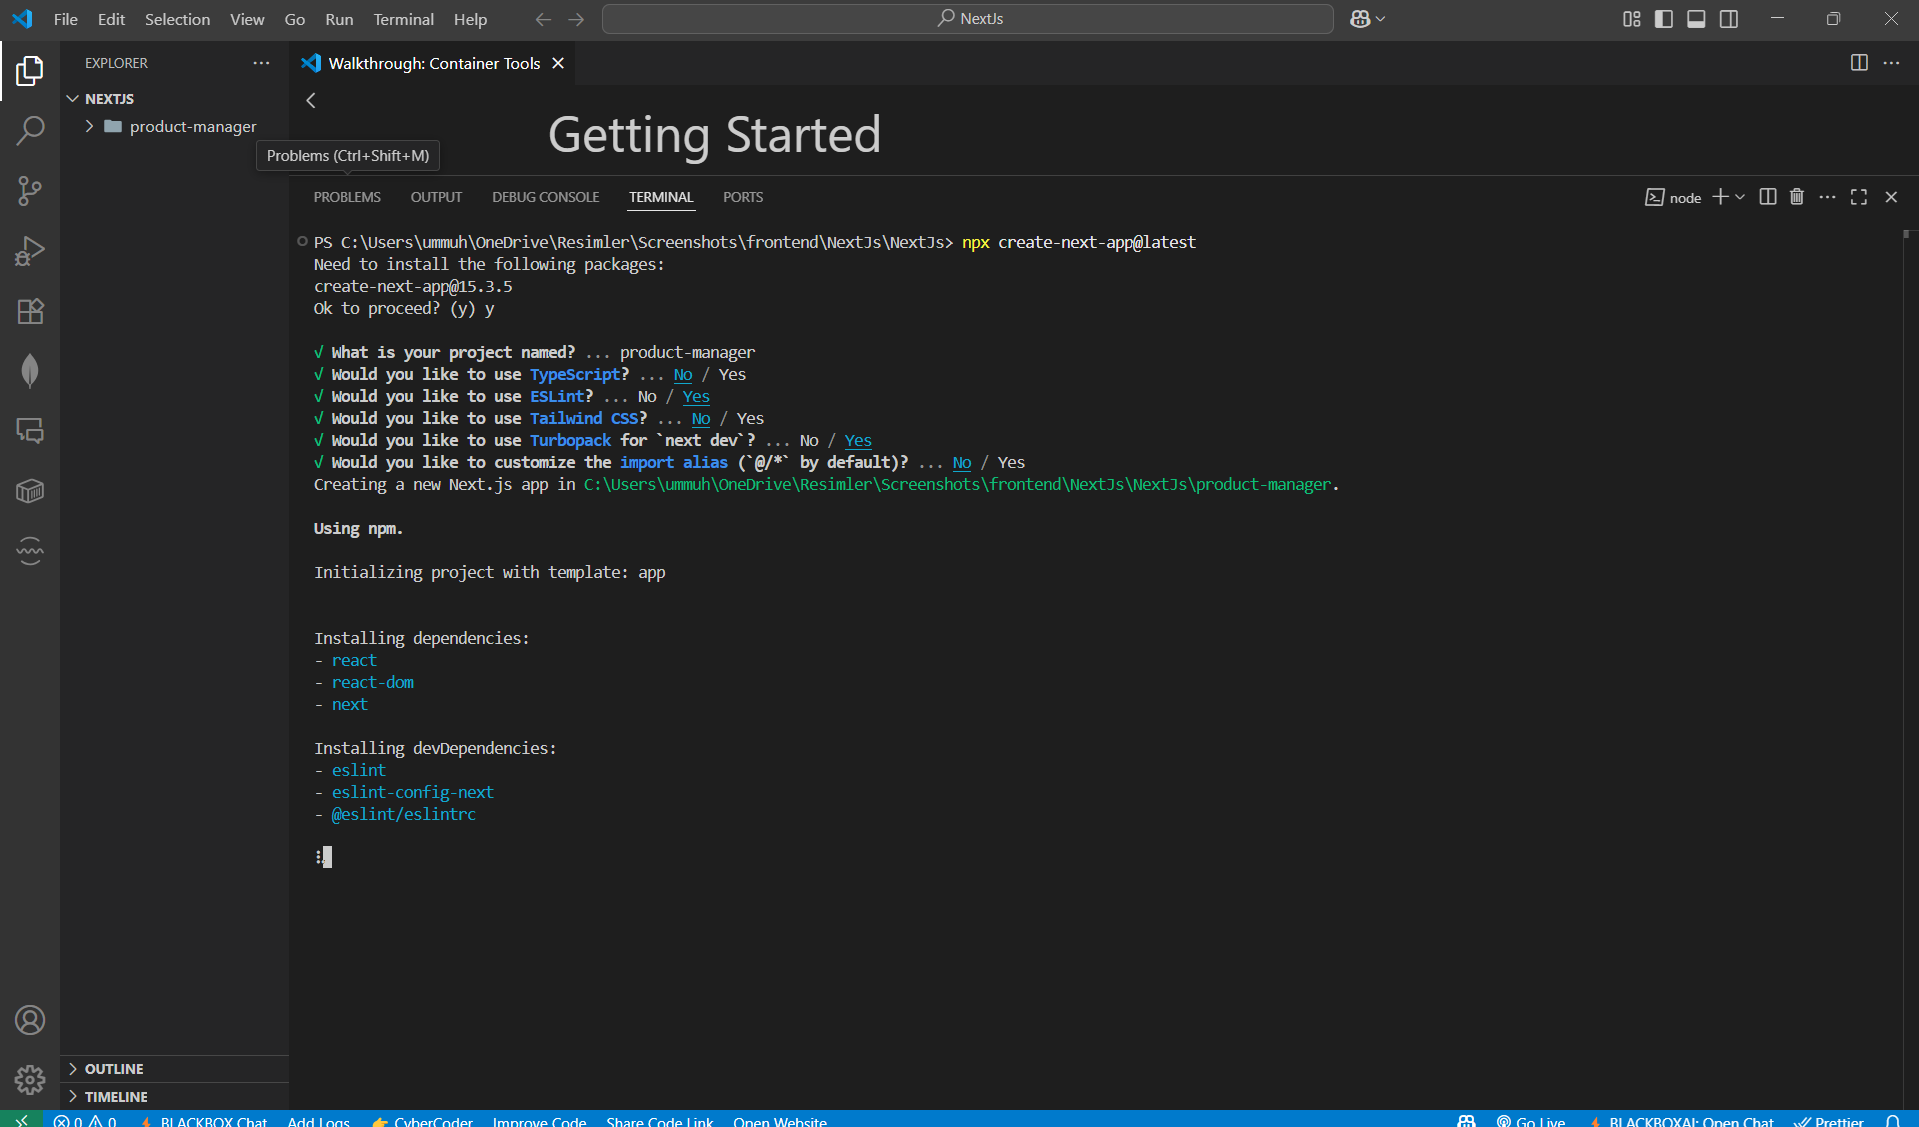 File Edit Selection View Go Run Terminal Help
NextJs
EXPLORER
Walkthrough: Container Tools
NEXTJS
product-manager
Getting Started
Problems (Ctrl+Shift+M)
PROBLEMS OUTPUT DEBUG CONSOLE TERMINAL PORTS
node
PS C:\Users\ummuh\OneDrive\Resimler\Screenshots\frontend\NextJs\NextJs> npx create-next-app@latest
Need to install the following packages:
create-next-app@15.3.5
Ok to proceed? (y) y
√ What is your project named? ... product-manager
√ Would you like to use TypeScript? ... No / Yes
√ Would you like to use ESLint? ... No / Yes
√ Would you like to use Tailwind CSS? ... No / Yes
√ Would you like to use Turbopack for `next dev`? ... No / Yes
√ Would you like to customize the import alias (`@/*` by default)? ... No / Yes
Creating a new Next.js app in C:\Users\ummuh\OneDrive\Resimler\Screenshots\frontend\NextJs\NextJs\product-manager.
Using npm.
Initializing project with template: app
Installing dependencies:
- react
- react-dom
- next
Installing devDependencies:
- eslint
- eslint-config-next
- @eslint/eslintrc
OUTLINE
TIMELINE
0 0 BLACKBOX Chat Add Logs CyberCoder Improve Code Share Code Link Open Website Go Live BLACKBOXAI: Open Chat Prettier